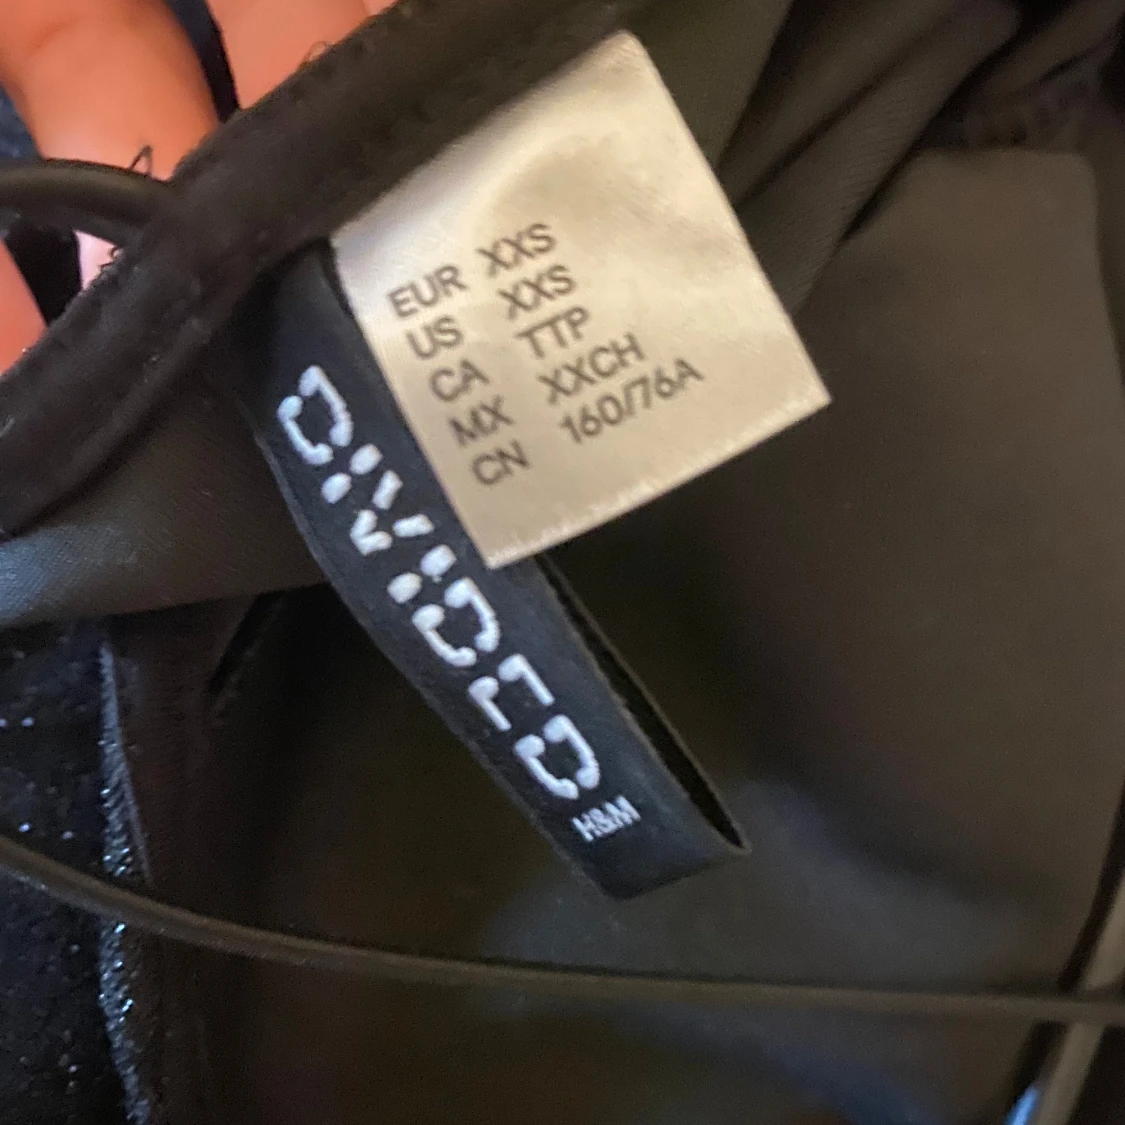 EUR XXS
US XXS
CA TTP
MX XXCH
CN 160/76A
DIVIDED
H&M